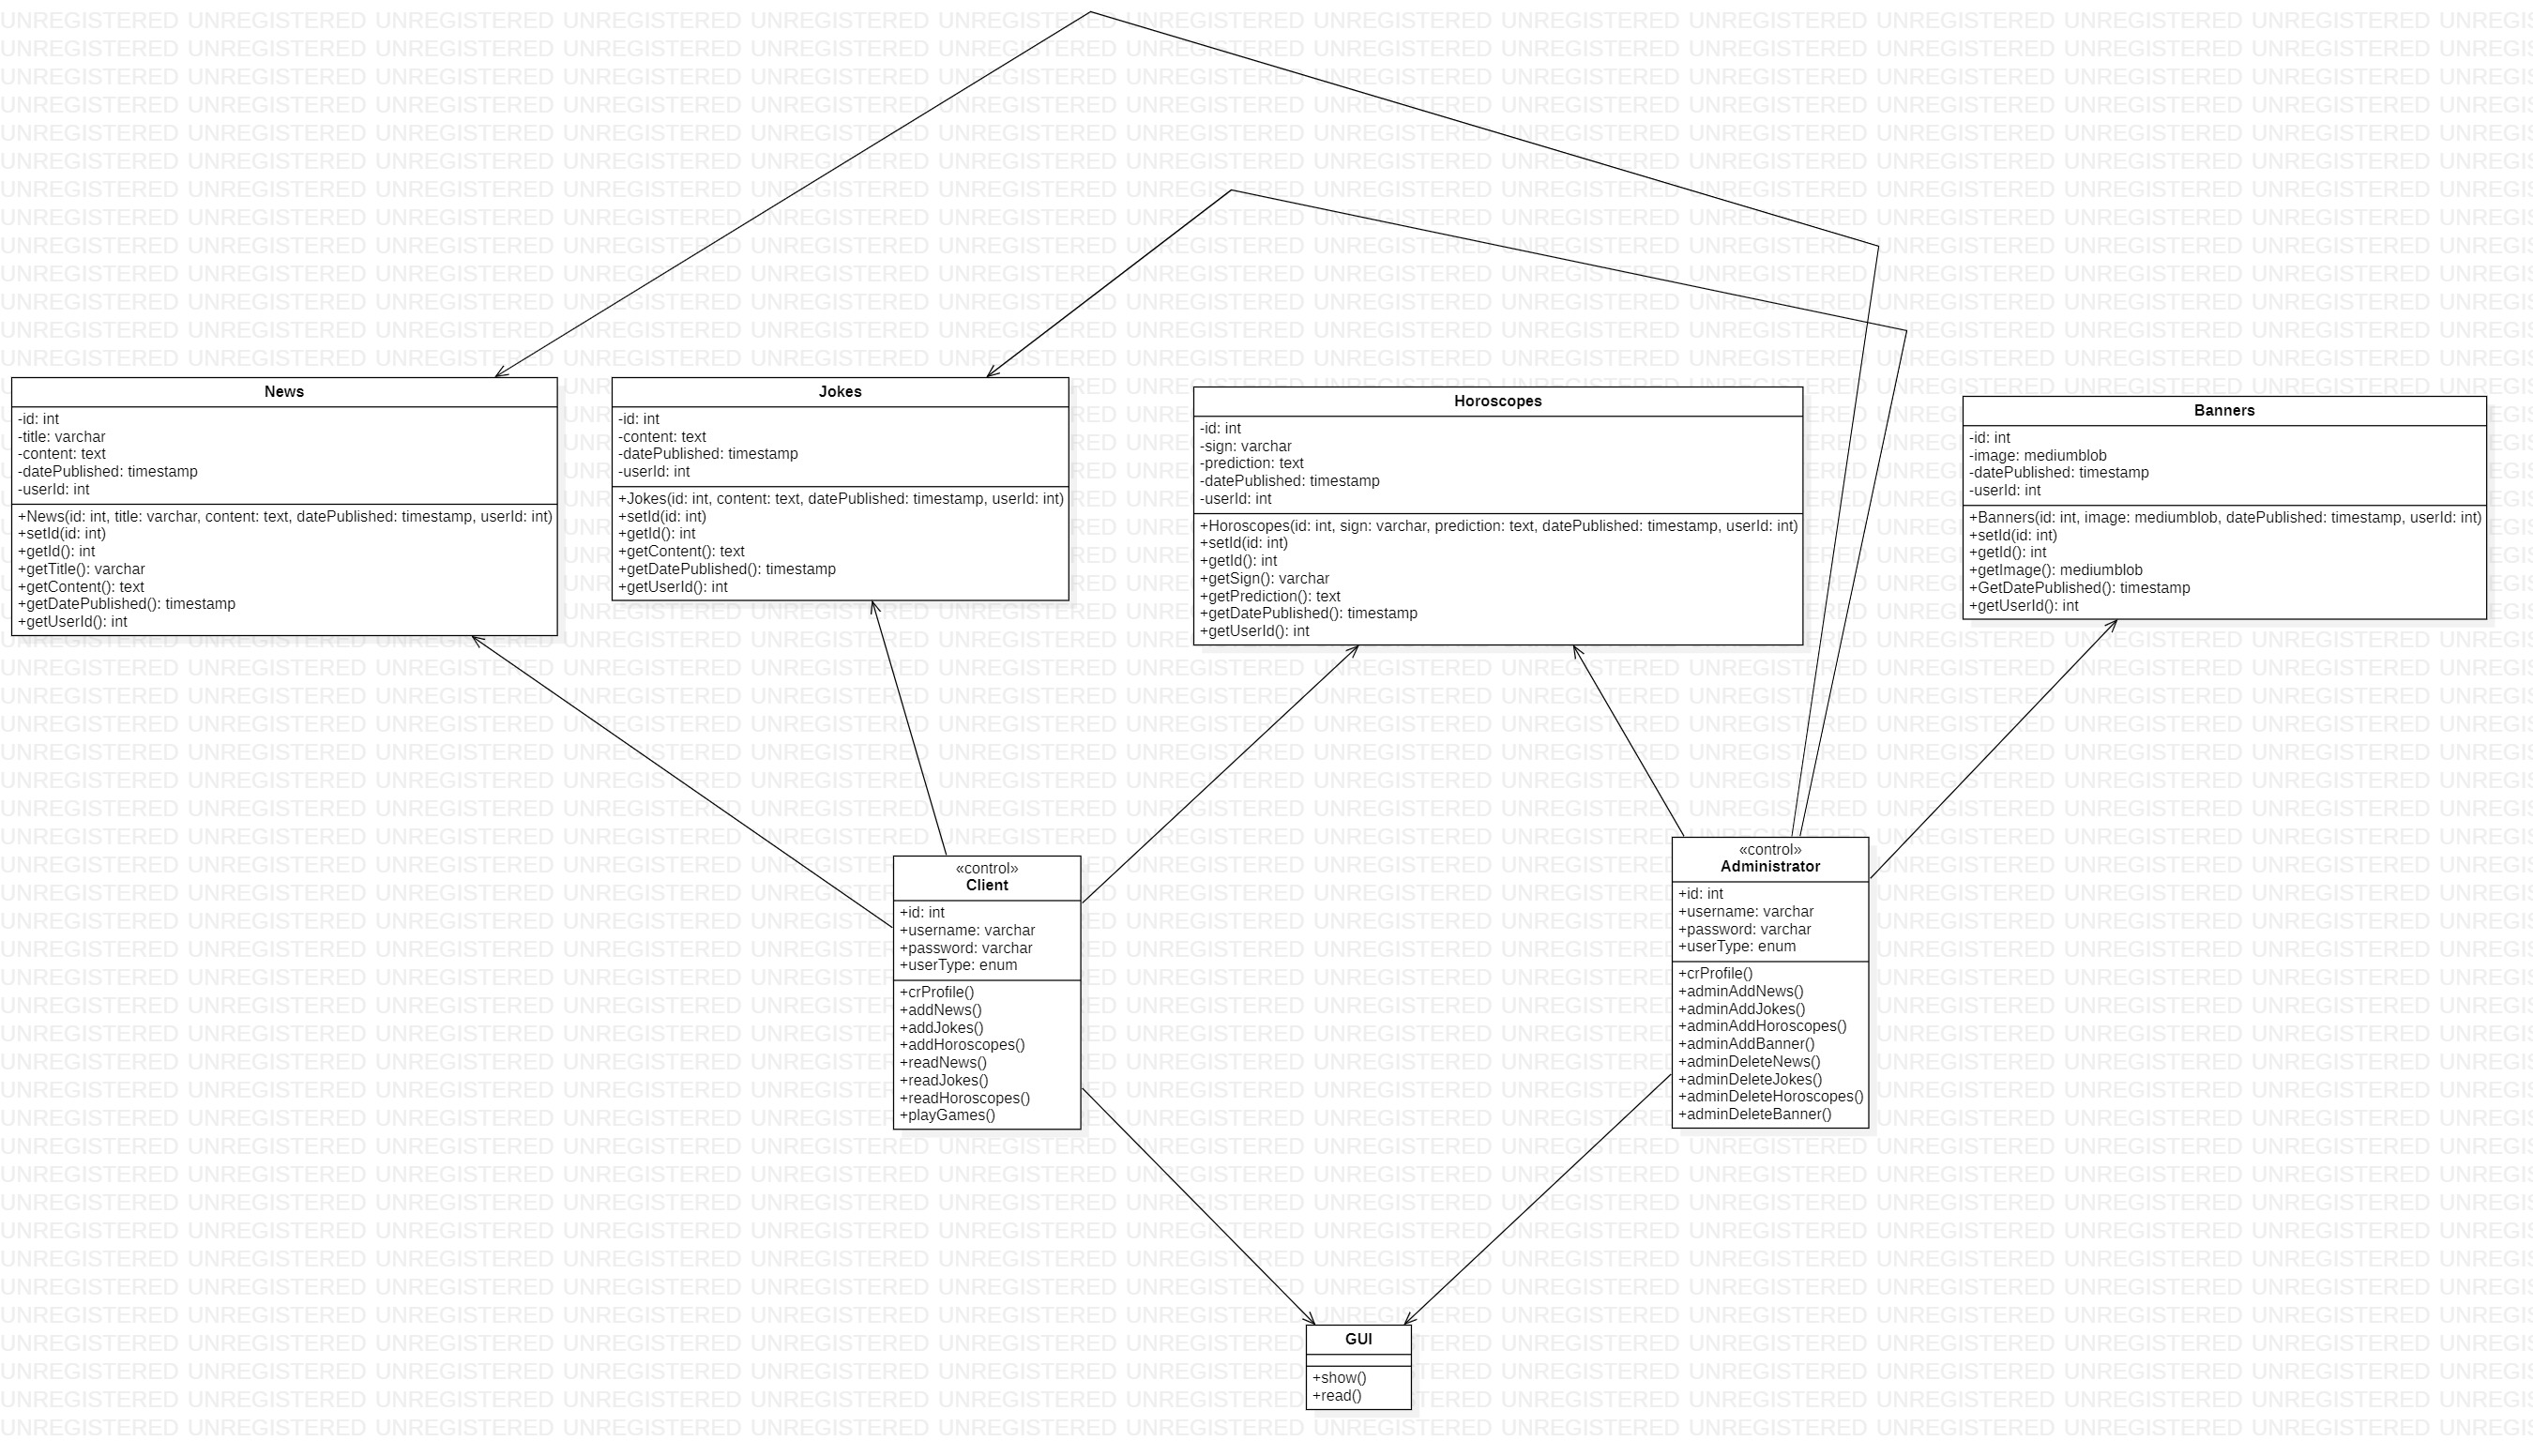 News
-id: int
-title: varchar
-content: text
-datePublished: timestamp
-userId: int
+News(id: int, title: varchar, content: text, datePublished: timestamp, userId: int)
+setId(id: int)
+getId(): int
+getTitle(): varchar
+getContent(): text
+getDatePublished(): timestamp
+getUserId(): int
Jokes
-id: int
-content: text
-datePublished: timestamp
-userId: int
+Jokes(id: int, content: text, datePublished: timestamp, userId: int)
+setId(id: int)
+getId(): int
+getContent(): text
+getDatePublished(): timestamp
+getUserId(): int
Horoscopes
-id: int
-sign: varchar
-prediction: text
-datePublished: timestamp
-userId: int
+Horoscopes(id: int, sign: varchar, prediction: text, datePublished: timestamp, userId: int)
+setId(id: int)
+getId(): int
+getSign(): varchar
+getPrediction(): text
+getDatePublished(): timestamp
+getUserId(): int
Banners
-id: int
-image: mediumblob
-datePublished: timestamp
-userId: int
+Banners(id: int, image: mediumblob, datePublished: timestamp, userId: int)
+setId(id: int)
+getId(): int
+getImage(): mediumblob
+GetDatePublished(): timestamp
+getUserId(): int
«control»
Client
+id: int
+username: varchar
+password: varchar
+userType: enum
+crProfile()
+addNews()
+addJokes()
+addHoroscopes()
+readNews()
+readJokes()
+readHoroscopes()
+playGames()
«control»
Administrator
+id: int
+username: varchar
+password: varchar
+userType: enum
+crProfile()
+adminAddNews()
+adminAddJokes()
+adminAddHoroscopes()
+adminAddBanner()
+adminDeleteNews()
+adminDeleteJokes()
+adminDeleteHoroscopes()
+adminDeleteBanner()
GUI
+show()
+read()
UNREGISTERED